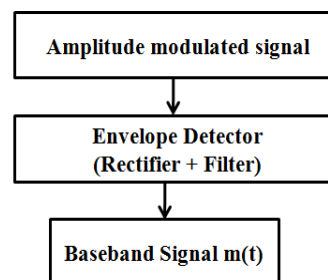 Amplitude modulated signal
Envelope Detector
(Rectifier + Filter)
Baseband Signal m(t)